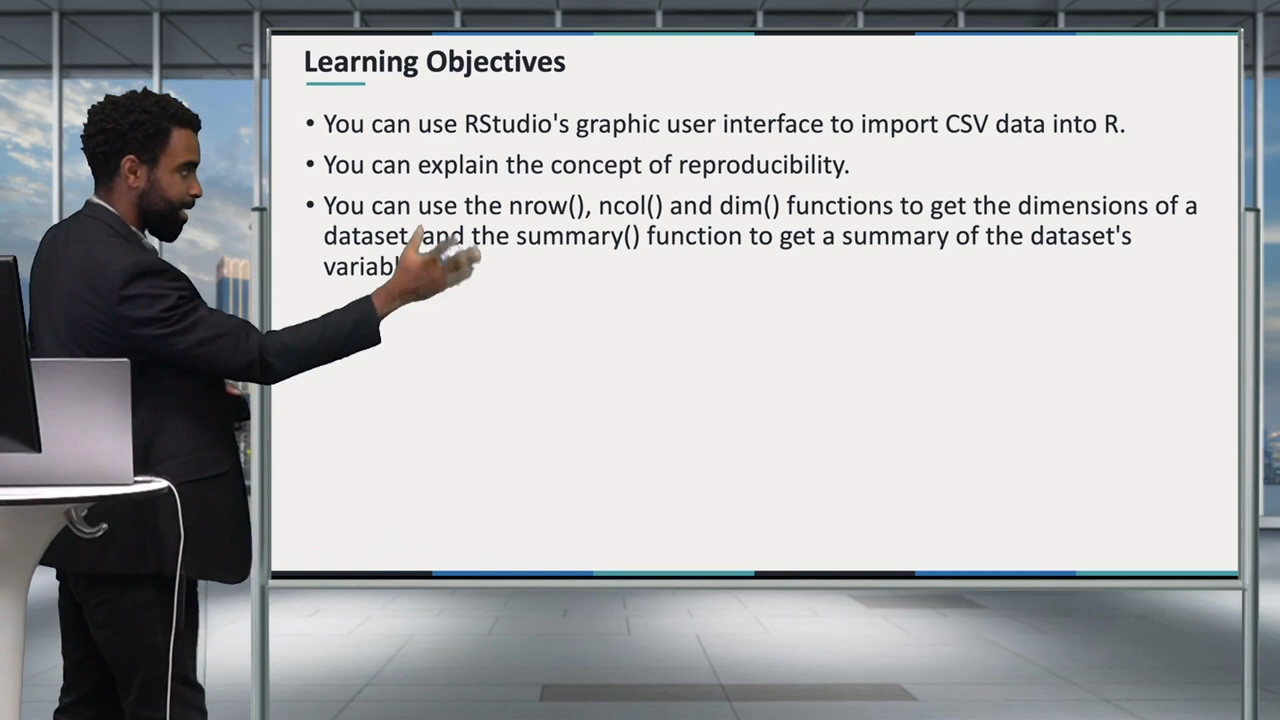 Learning Objectives
• You can use RStudio's graphic user interface to import CSV data into R.
• You can explain the concept of reproducibility.
• You can use the nrow(), ncol() and dim() functions to get the dimensions of a
dataset, and the summary() function to get a summary of the dataset's